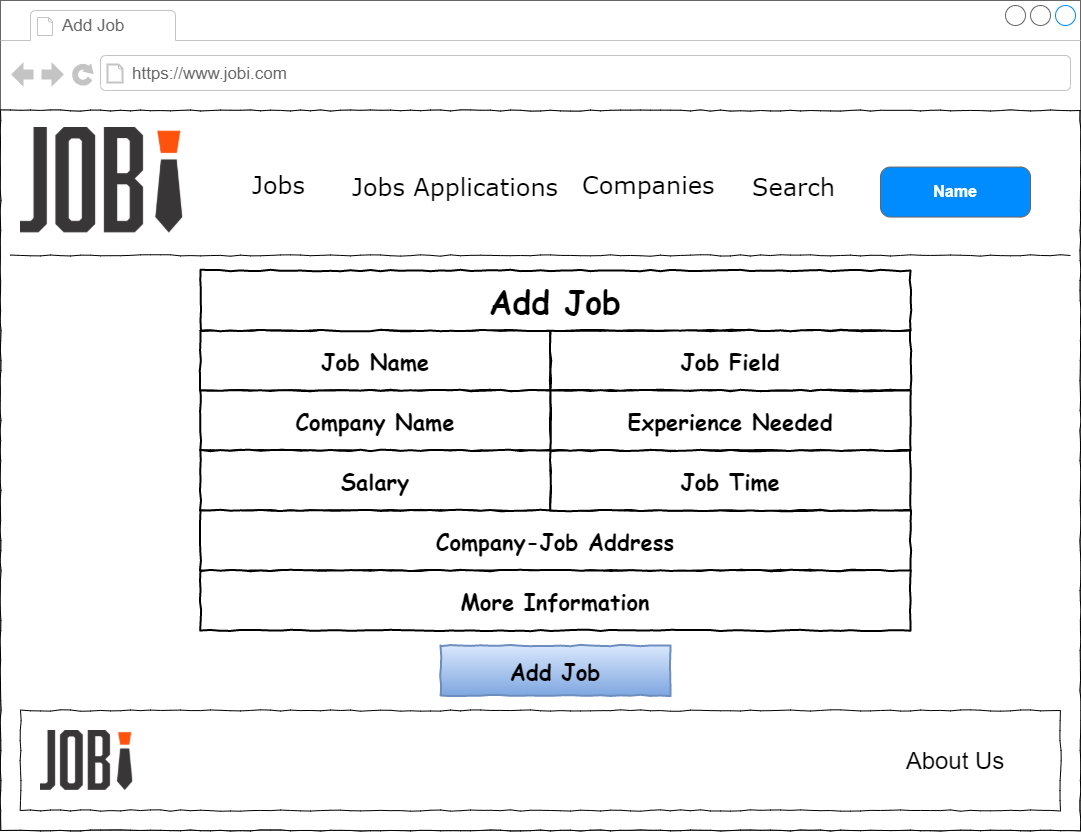 Add Job
https://www.jobi.com
JOBi
Jobs
Jobs Applications
Companies
Search
Name
Add Job
Job Name
Job Field
Company Name
Experience Needed
Salary
Job Time
Company-Job Address
More Information
Add Job
JOBi
About Us